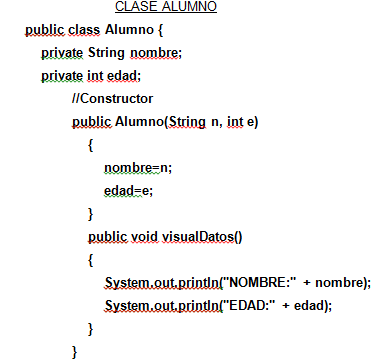 CLASE ALUMNO
public class Alumno {
private String nombre;
private int edad;
//Constructor
public Alumno(String n, int e)
{
nombre=n;
edad=e;
}
public void visualDatos()
{
System.out.println("NOMBRE:" + nombre);
System.out.println("EDAD:" + edad);
}
}